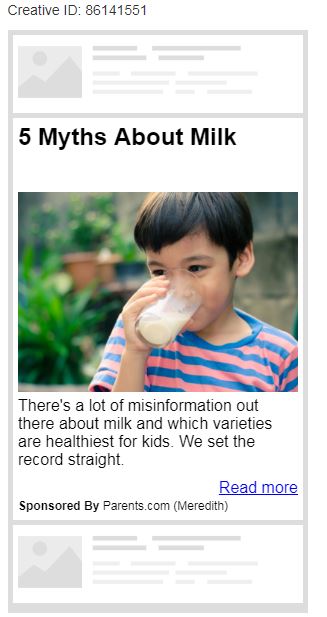 Creative ID: 86141551
5 Myths About Milk
There's a lot of misinformation out
there about milk and which varieties
are healthiest for kids. We set the
record straight.
Read more
Sponsored By Parents.com (Meredith)